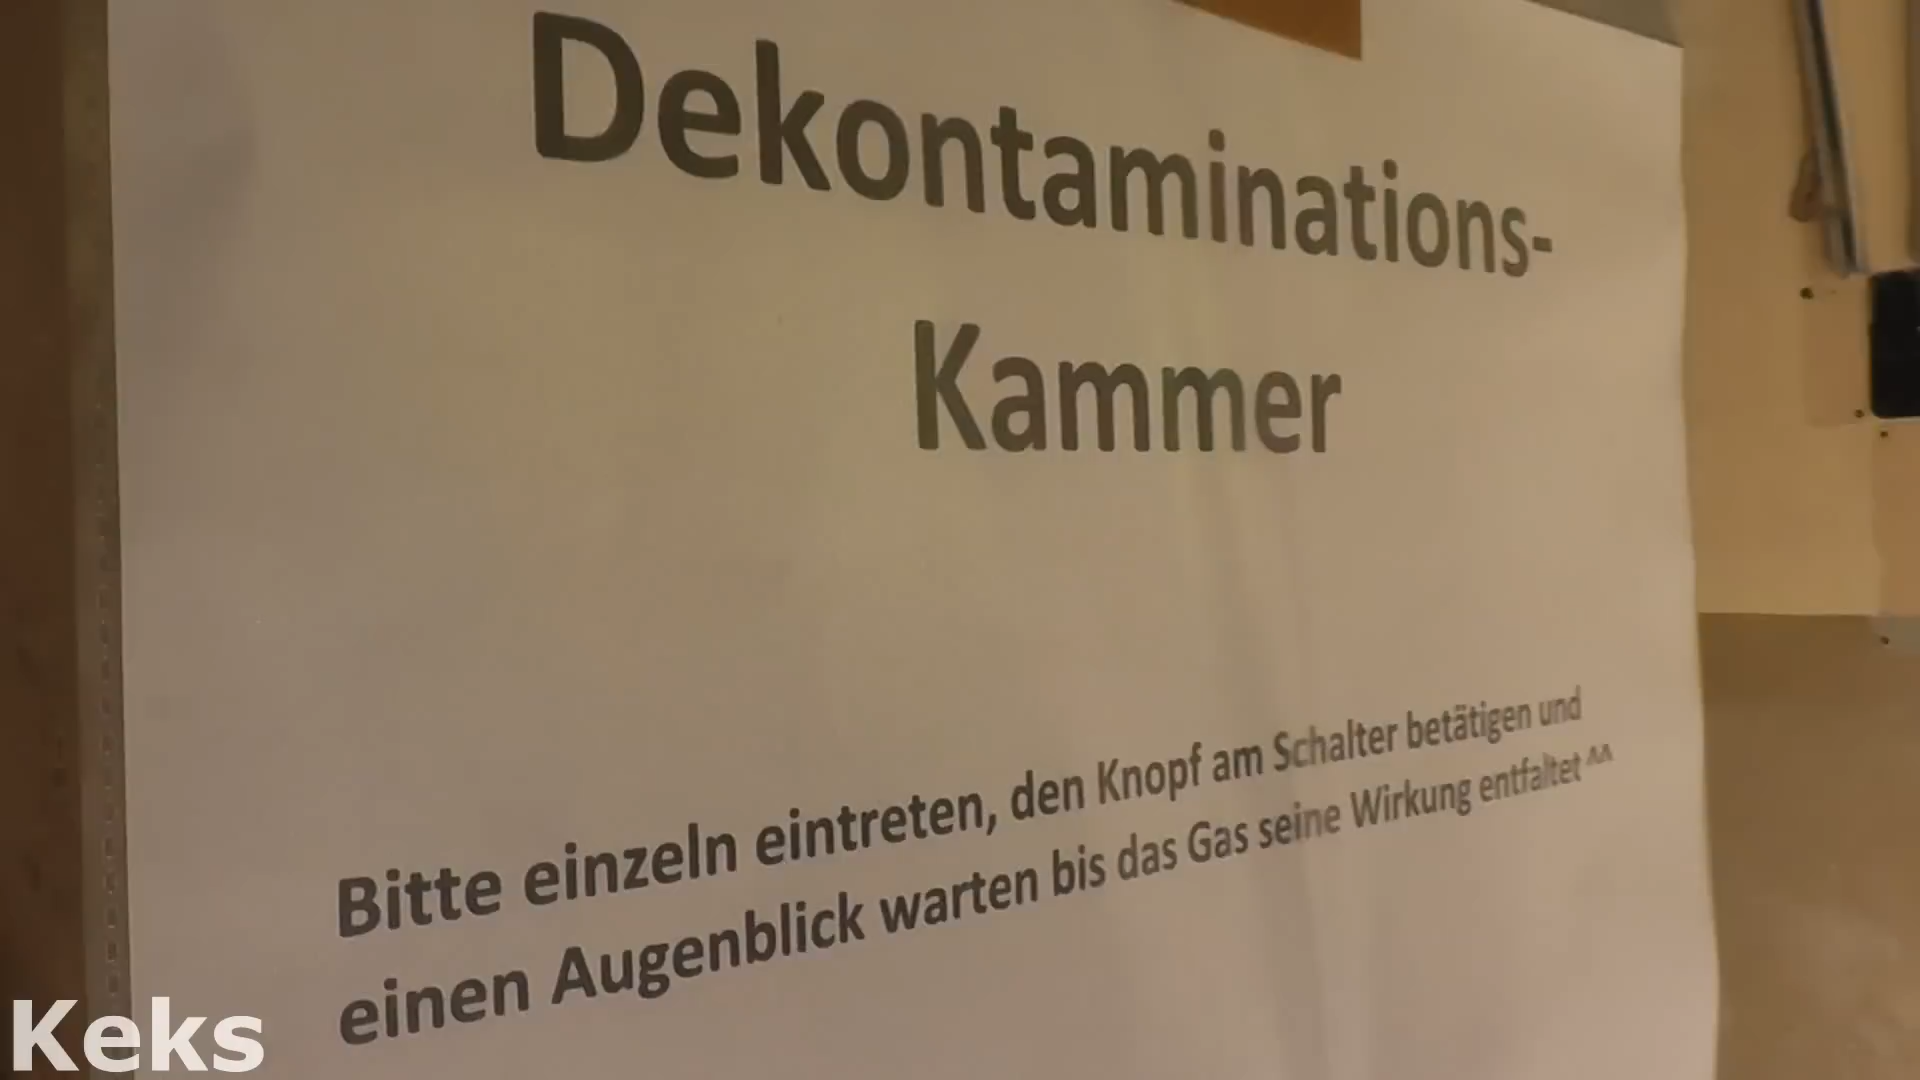 Dekontaminations-
Kammer
Bitte einzeln eintreten, den Knopf am Schalter betätigen und
einen Augenblick warten bis das Gas seine Wirkung entfaltet ^^
Keks